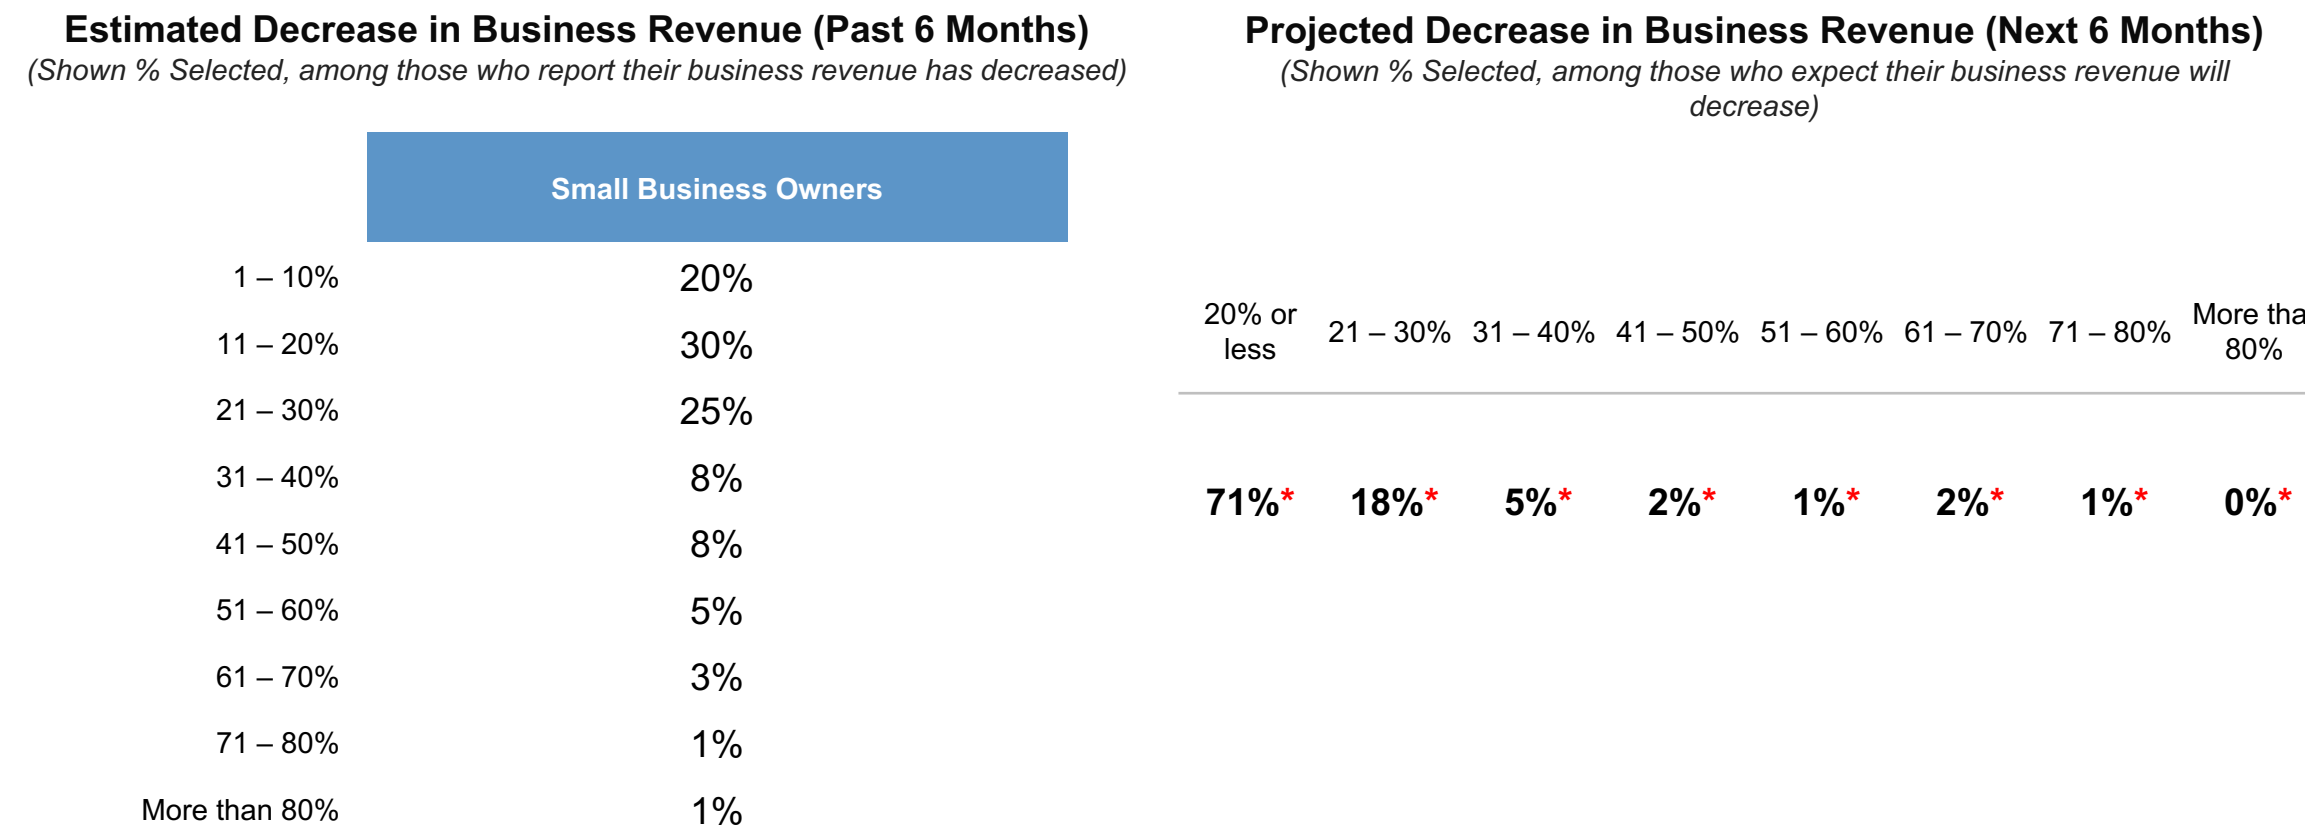 Estimated Decrease in Business Revenue (Past 6 Months)
(Shown % Selected, among those who report their business revenue has decreased)
Small Business Owners
1 – 10% 20%
11 – 20% 30%
21 – 30% 25%
31 – 40% 8%
41 – 50% 8%
51 – 60% 5%
61 – 70% 3%
71 – 80% 1%
More than 80% 1%
Projected Decrease in Business Revenue (Next 6 Months)
(Shown % Selected, among those who expect their business revenue will
decrease)
20% or
less
21 – 30% 31 – 40% 41 – 50% 51 – 60% 61 – 70% 71 – 80%
More tha
80%
71%* 18%* 5%* 2%* 1%* 2%* 1%* 0%*